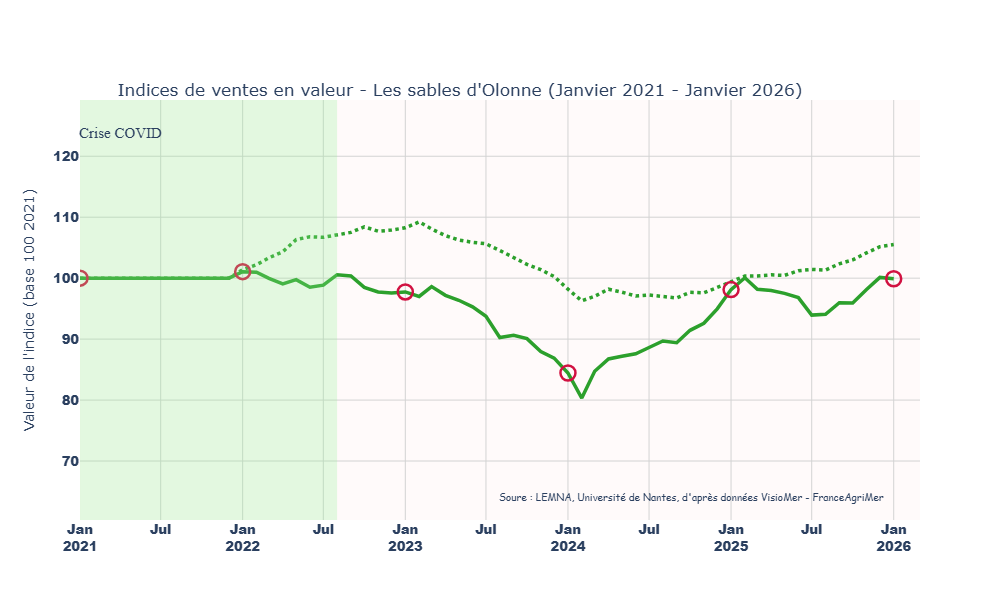 Indices de ventes en valeur - Les sables d'Olonne (Janvier 2021 - Janvier 2026)
Crise COVID
Valeur de l'indice (base 100 2021)
120
110
100
90
80
70
Soure : LEMNA, Université de Nantes, d'après données VisioMer - FranceAgriMer
Jan Jul Jan Jul Jan Jul Jan Jul Jan Jul Jan
2021 2022 2023 2024 2025 2026